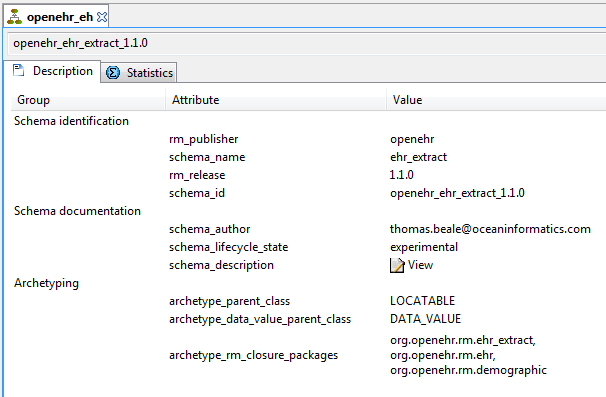 openehr_eh
openehr_ehr_extract_1.1.0
Description Statistics
Group Attribute Value
Schema identification
rm_publisher openehr
schema_name ehr_extract
rm_release 1.1.0
schema_id openehr_ehr_extract_1.1.0
Schema documentation
schema_author thomas.beale@oceaninformatics.com
schema_lifecycle_state experimental
schema_description View
Archetyping
archetype_parent_class LOCATABLE
archetype_data_value_parent_class DATA_VALUE
archetype_rm_closure_packages org.openehr.rm.ehr_extract,
org.openehr.rm.ehr,
org.openehr.rm.demographic